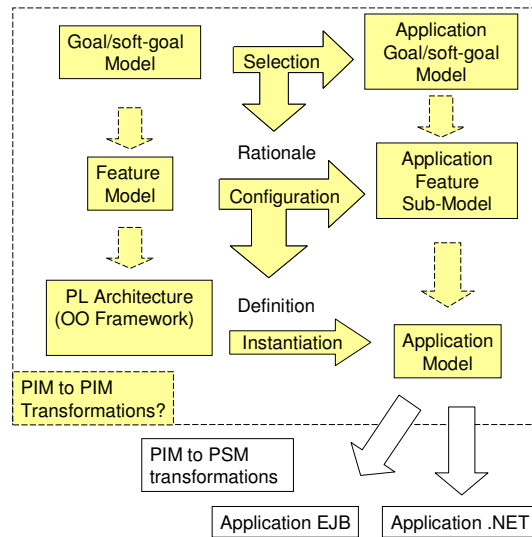 Goal/soft-goal
Model
Selection
Application
Goal/soft-goal
Model
Rationale
Feature
Model
Configuration
Application
Feature
Sub-Model
PL Architecture
(OO Framework)
Definition
Instantiation
Application
Model
PIM to PIM
Transformations?
PIM to PSM
transformations
Application EJB
Application .NET